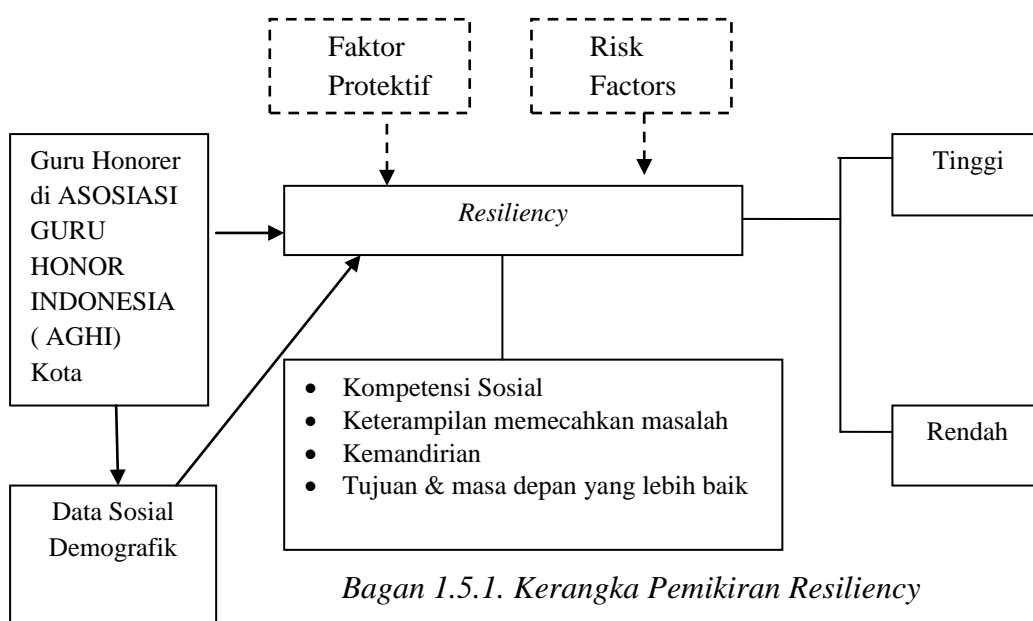 Faktor
Protektif
Risk
Factors
Guru Honorer
di ASOSIASI
GURU
HONOR
INDONESIA
( AGHI)
Kota
Resiliency
Tinggi
• Kompetensi Sosial
• Keterampilan memecahkan masalah
• Kemandirian
• Tujuan & masa depan yang lebih baik
Rendah
Data Sosial
Demografik
Bagan 1.5.1. Kerangka Pemikiran Resiliency